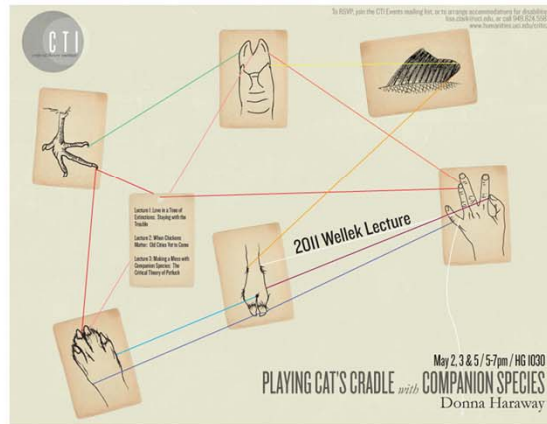 To RSVP, join the CTI Events mailing list, or to arrange accommodations for disabilities
CTI
Lecture 1: Love in a Time of
Extinctions: Staying with the
Trouble
Lecture 2: When Chickens
Matter: Old Cities Yet to Come
Lecture 3: Making a Mess with
Companion Species: The
Critical Theory of Potluck
2011 Wellek Lecture
May 2, 3 & 5 / 5-7pm / HG 1030
PLAYING CAT'S CRADLE with COMPANION SPECIES
Donna Haraway